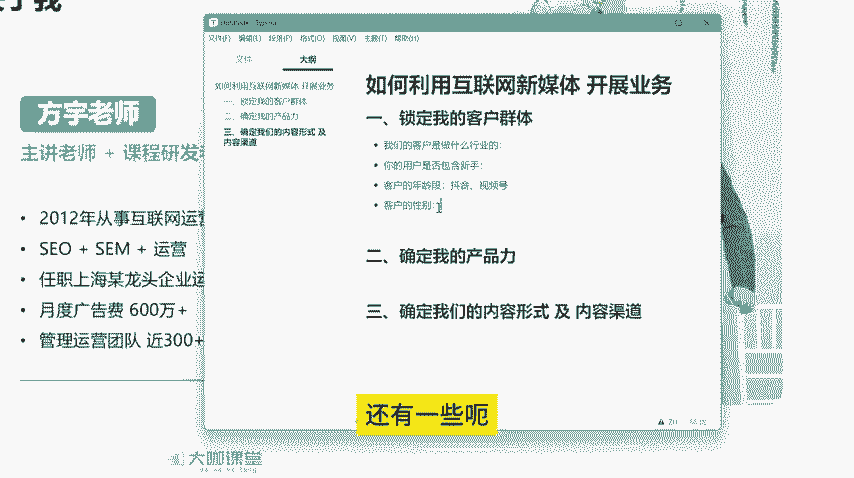 方宇老师
主讲老师 + 课程研发
• 2012年从事互联网运营
• SEO + SEM + 运营
• 任职上海某龙头企业运
• 月度广告费 600万+
• 管理运营团队 近300+
文件(F) 编辑(E) 段落(P) 格式(O) 视图(V) 主题(T) 帮助(H)
文件 大纲
如何利用互联网新媒体 开展业务
一、锁定我的客户群体
二、确定我的产品力
三、确定我们的内容形式 及
内容渠道
如何利用互联网新媒体 开展业务
一、锁定我的客户群体
• 我们的客户是做什么行业的：
• 你的用户是否包含新手：
• 客户的年龄段：抖音、视频号
• 客户的性别：
二、确定我的产品力
三、确定我们的内容形式 及 内容渠道
还有一些呃
大咖课堂